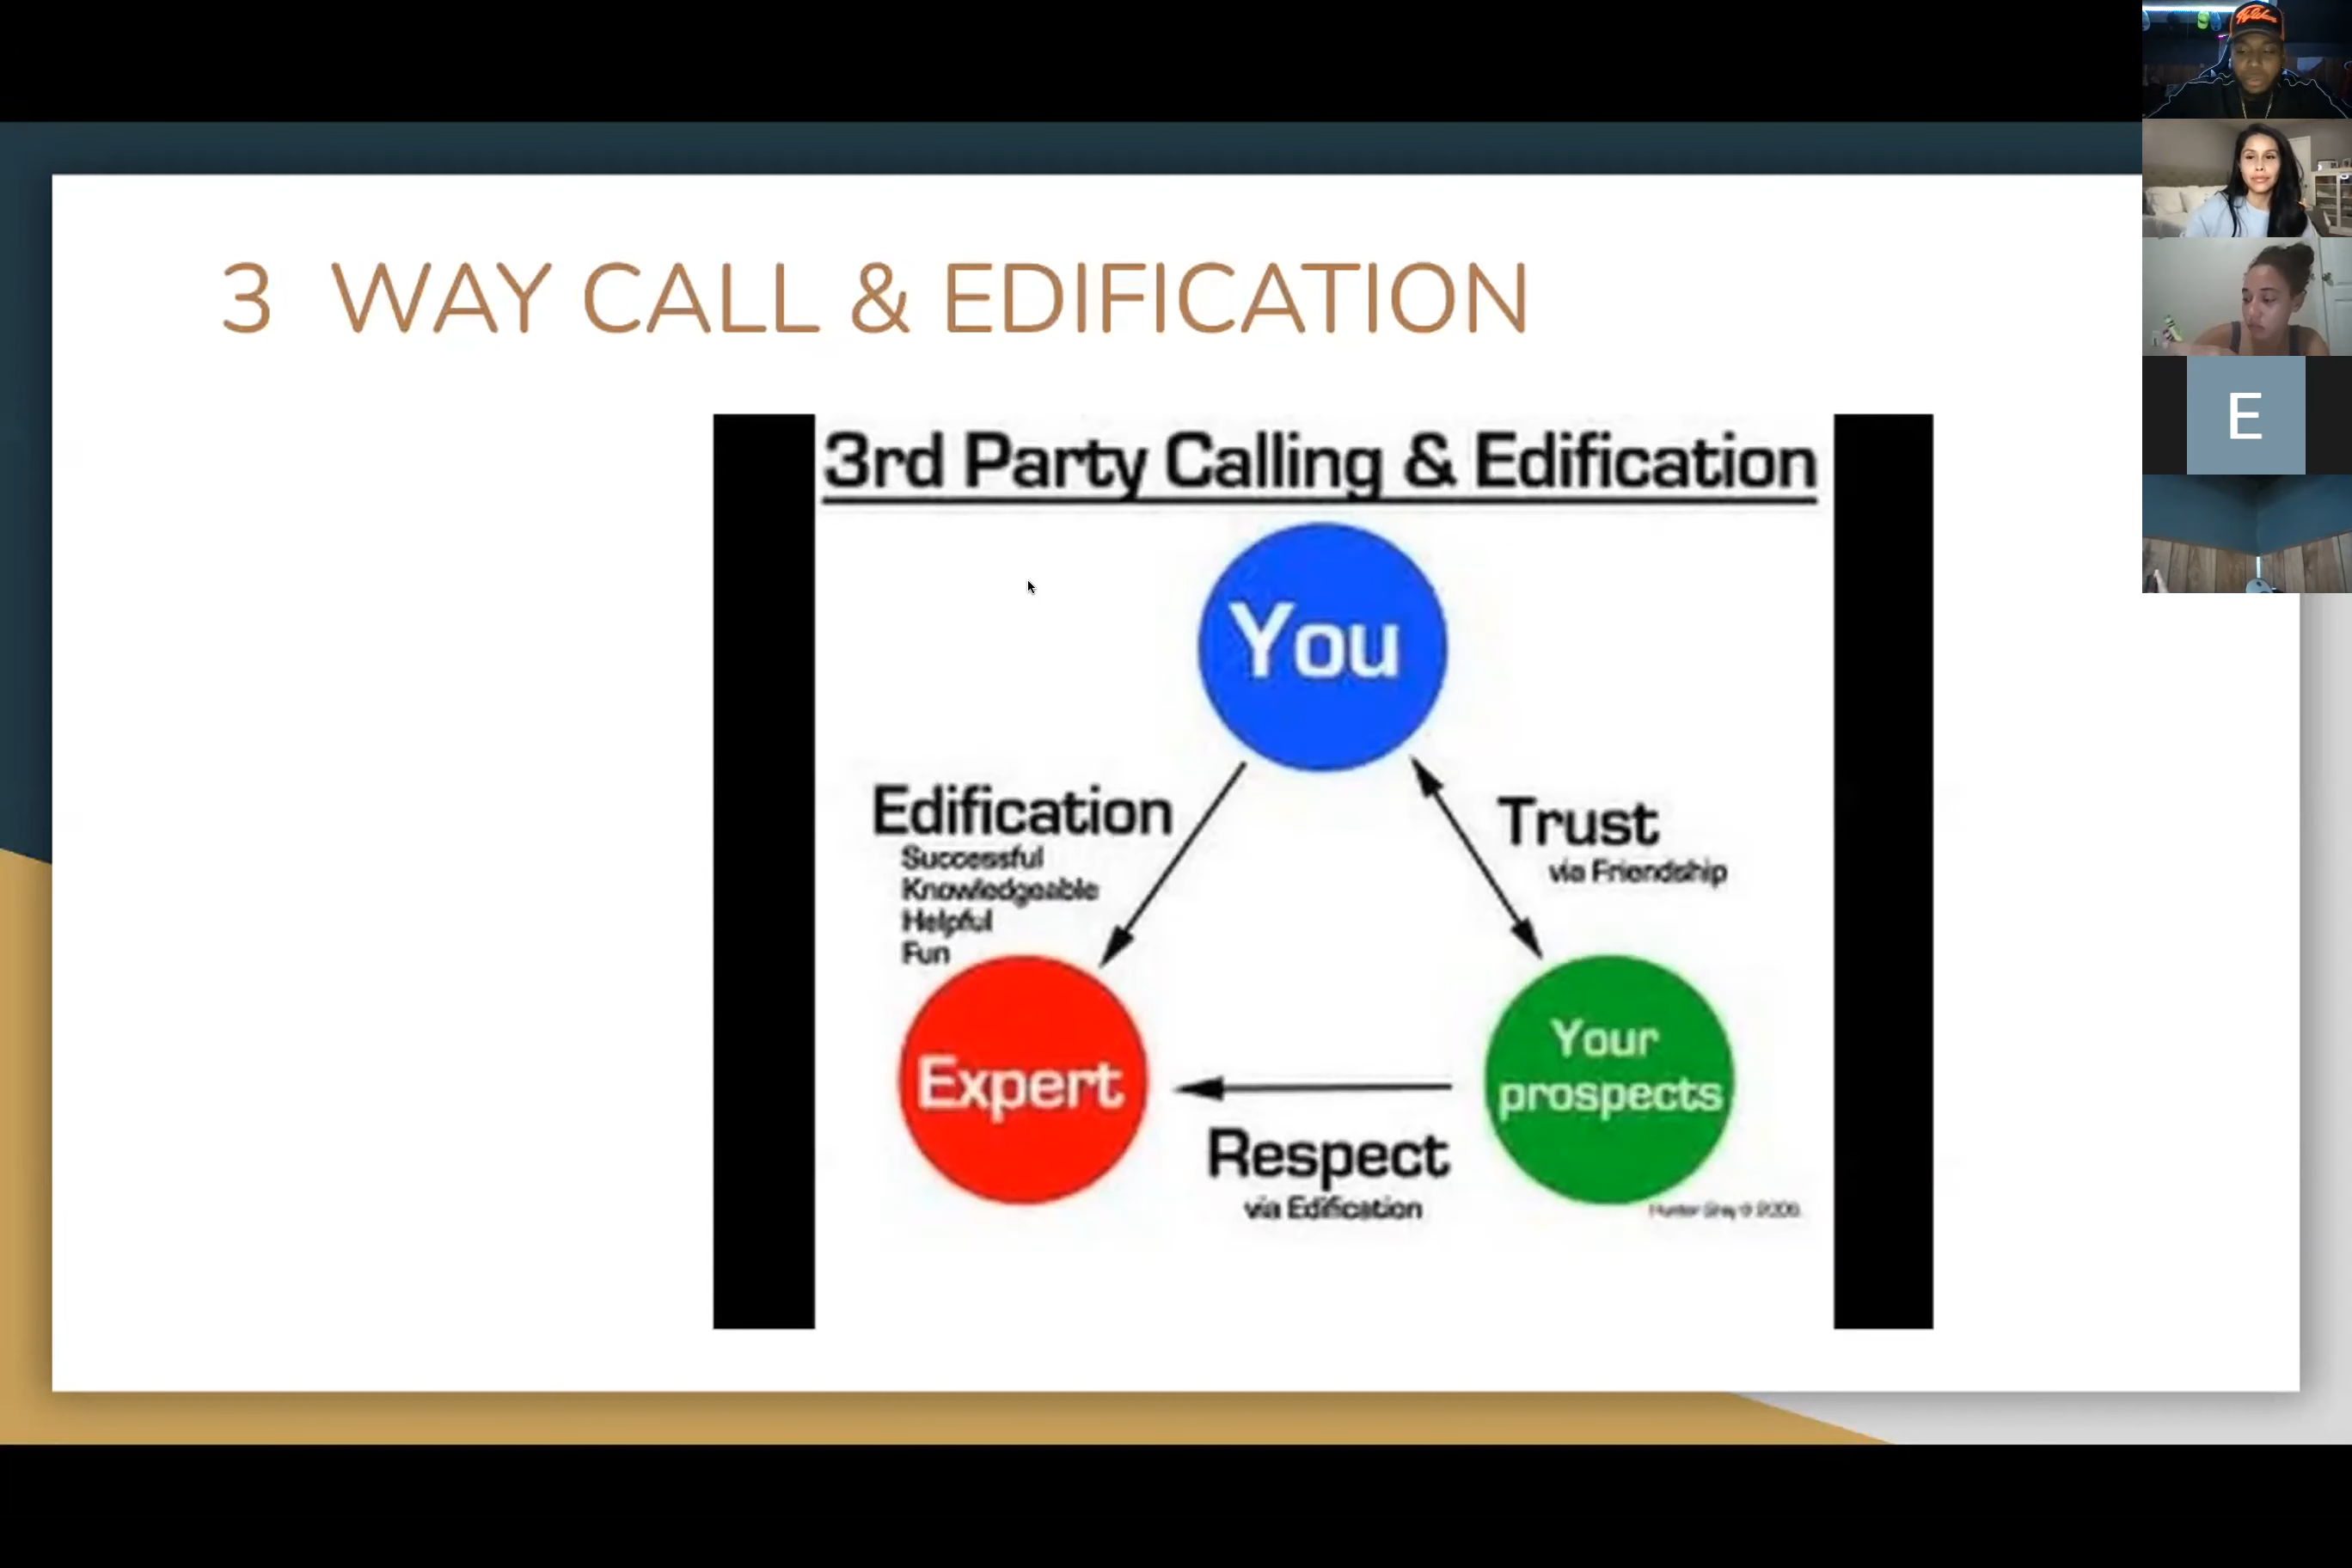 3 WAY CALL & EDIFICATION
3rd Party Calling & Edification
You
Edification
Successful
Knowledgeable
Helpful
Fun
Trust
via Friendship
Expert
Your
prospects
Respect
via Edification
E